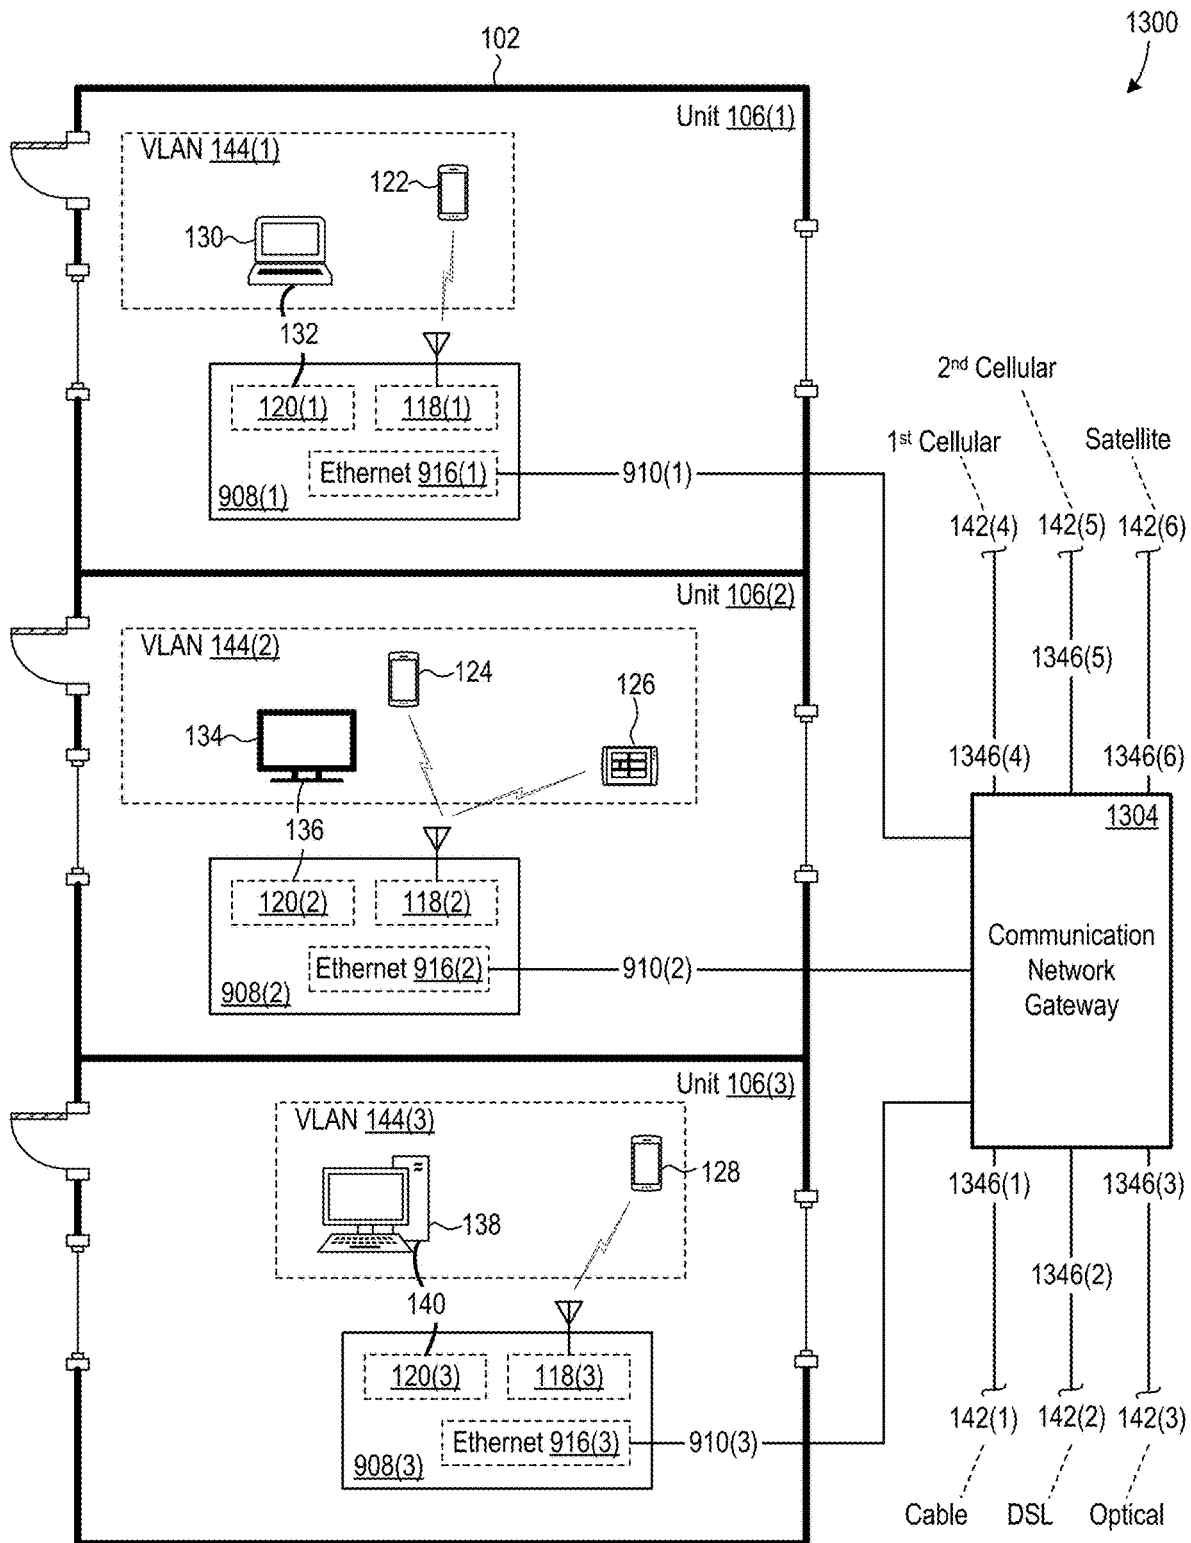 1300
102
Unit 106(1)
VLAN 144(1)
122
130
132
120(1)
118(1)
Ethernet 916(1)
908(1)
910(1)
2nd Cellular
1st Cellular
Satellite
142(4)
142(5)
142(6)
Unit 106(2)
VLAN 144(2)
124
126
134
136
120(2)
118(2)
Ethernet 916(2)
908(2)
910(2)
1346(5)
1346(4)
1346(6)
1304
Communication
Network
Gateway
Unit 106(3)
VLAN 144(3)
128
138
140
120(3)
118(3)
Ethernet 916(3)
908(3)
910(3)
1346(1)
1346(3)
1346(2)
142(1)
142(2)
142(3)
Cable
DSL
Optical